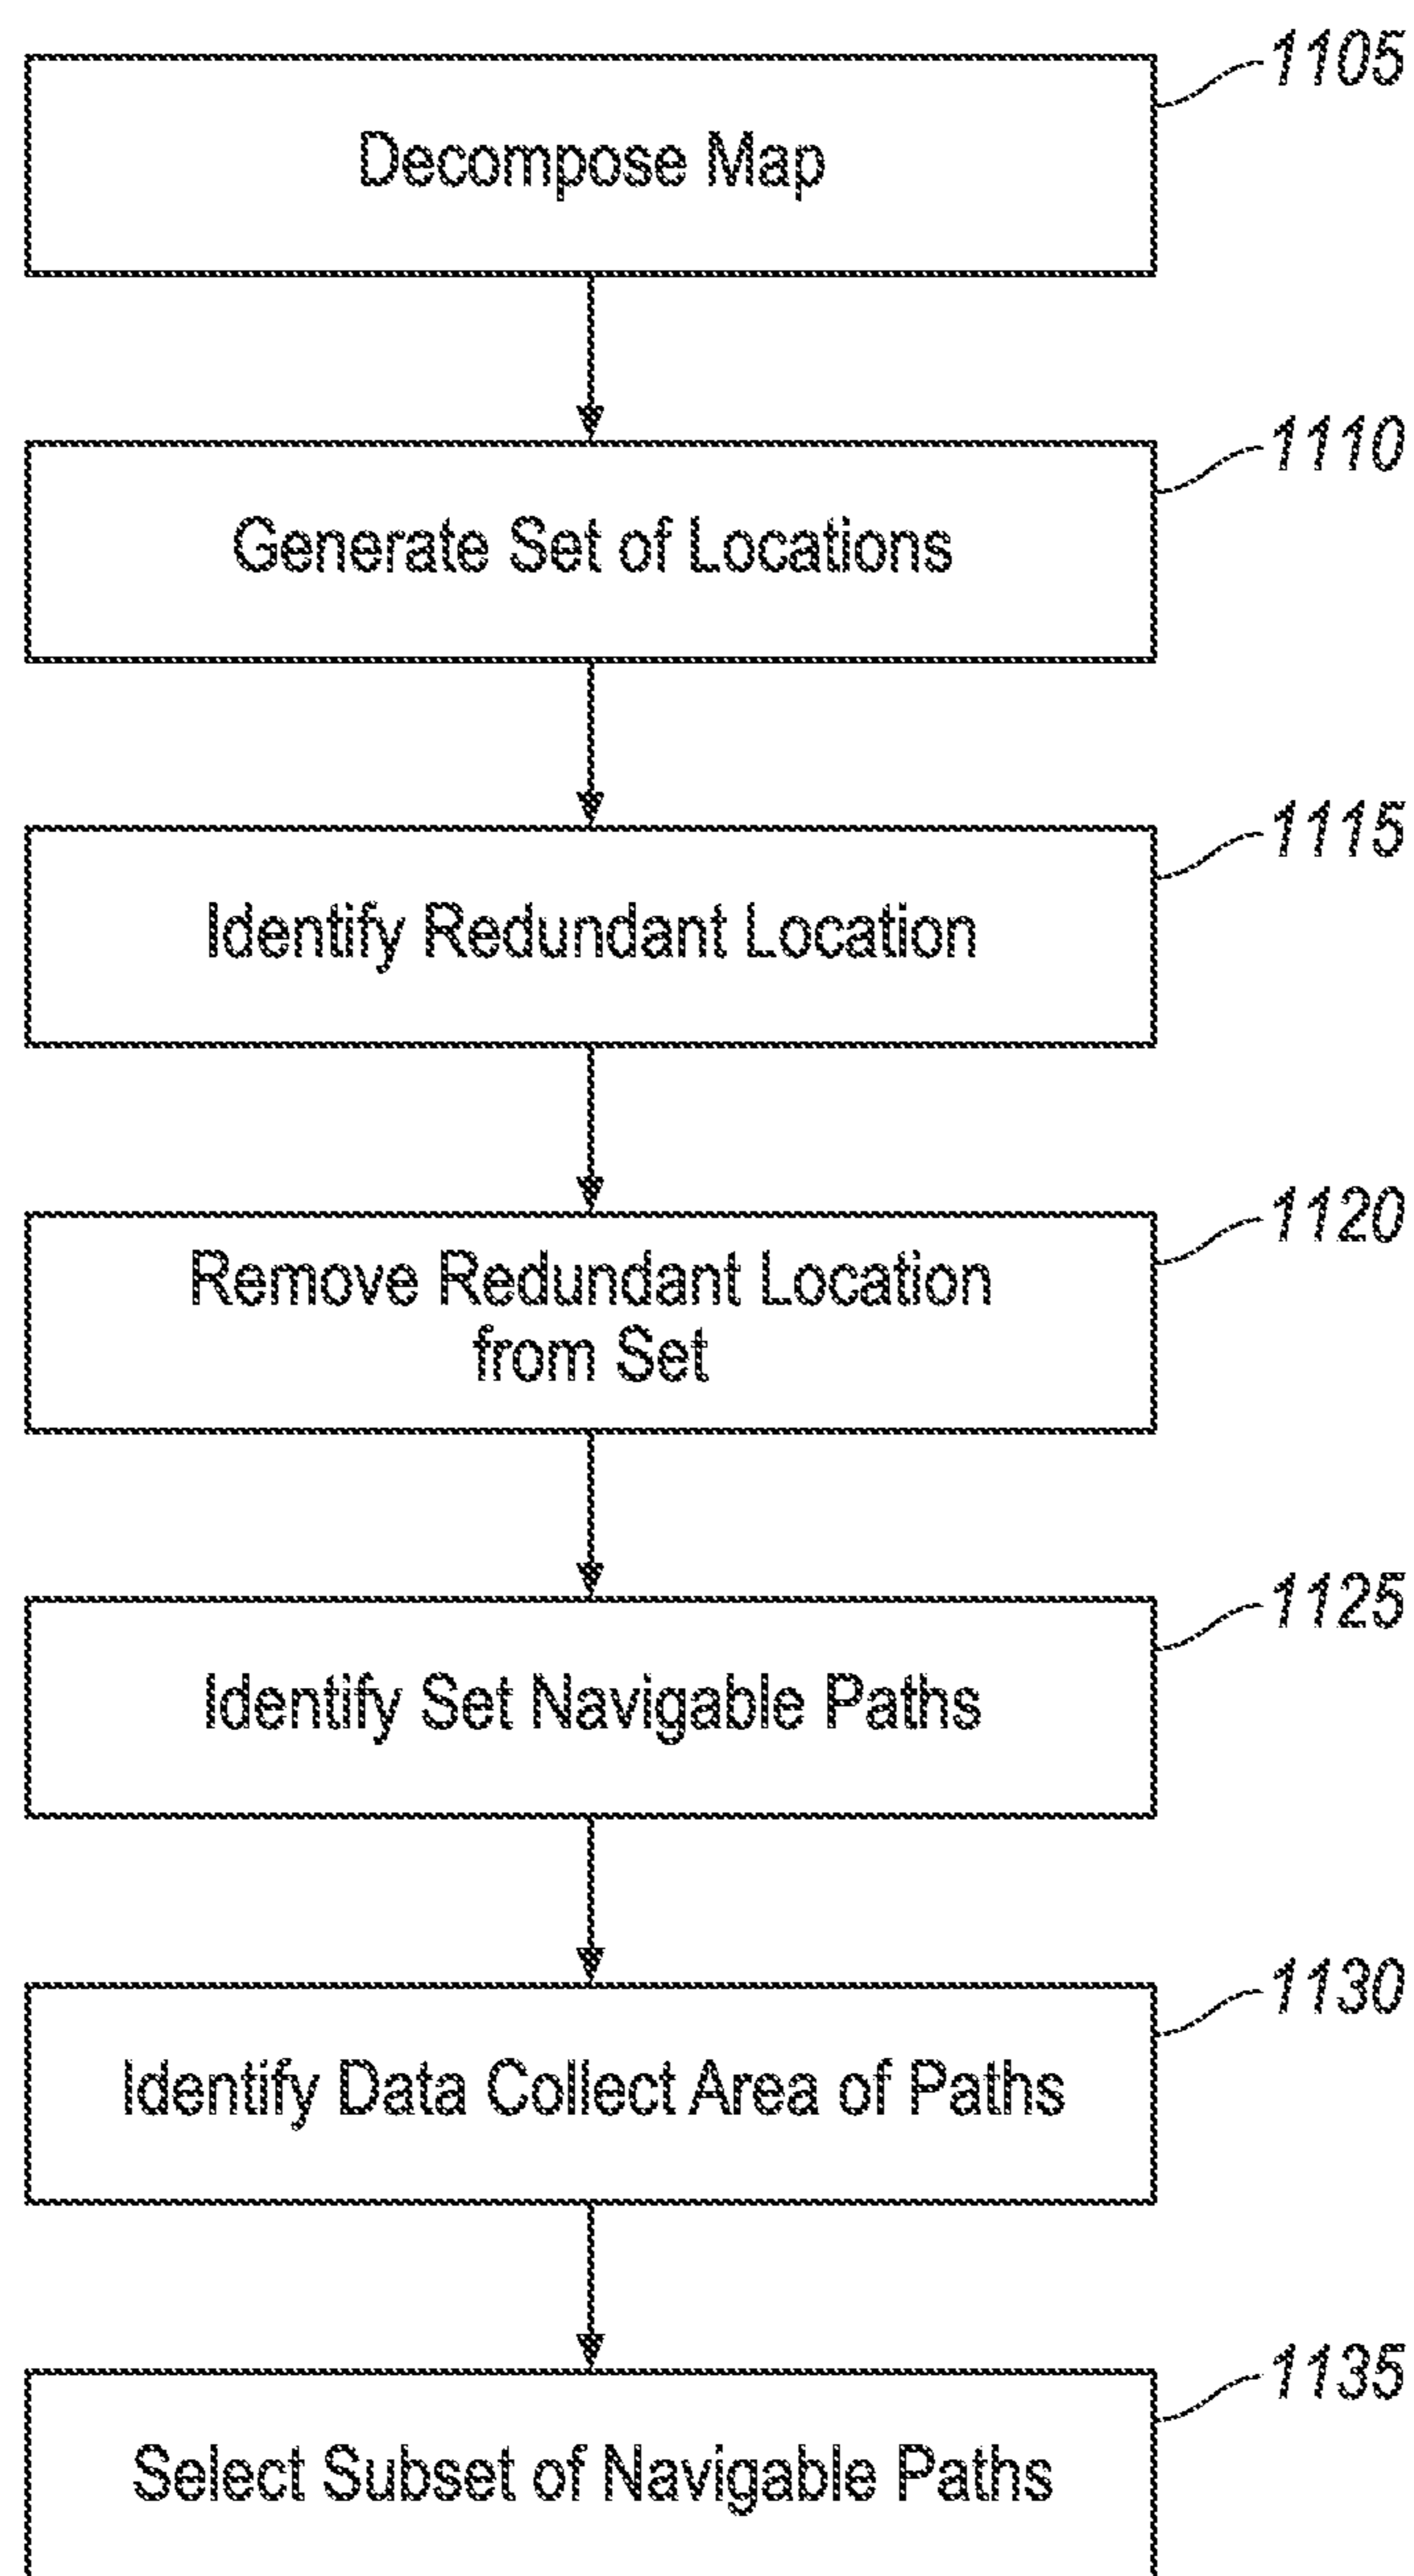 1105
Decompose Map
1110
Generate Set of Locations
1115
Identify Redundant Location
1120
Remove Redundant Location
from Set
1125
Identify Set Navigable Paths
1130
Identify Data Collect Area of Paths
1135
Select Subset of Navigable Paths